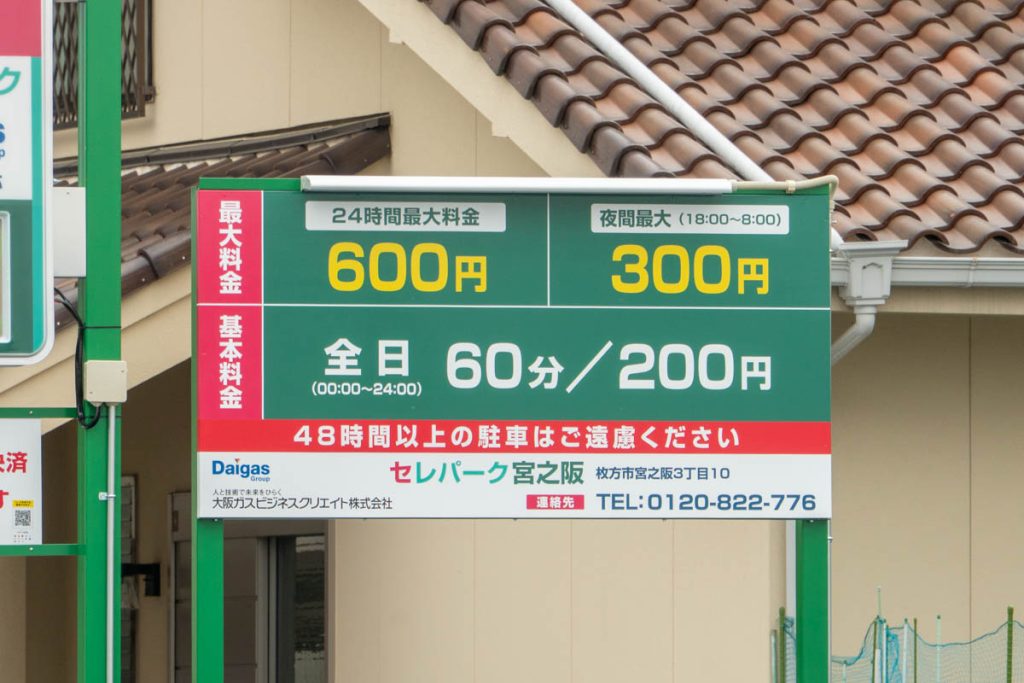 最大料金
24時間最大料金
600円
夜間最大（18:00〜8:00）
300円
基本料金
全日
(00:00〜24:00)
60分／200円
48時間以上の駐車はご遠慮ください
Daigas
Group
人と技術で未来をひらく
大阪ガスビジネスクリエイト株式会社
セレパーク宮之阪 枚方市宮之阪3丁目10
連絡先 TEL:0120-822-776
ク
済
す